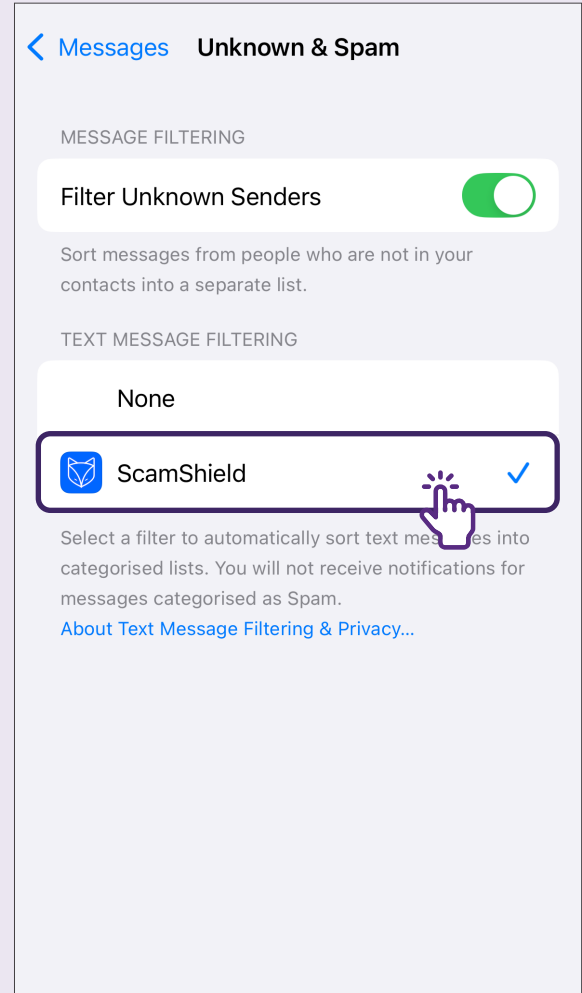 Messages Unknown & Spam
MESSAGE FILTERING
Filter Unknown Senders
Sort messages from people who are not in your
contacts into a separate list.
TEXT MESSAGE FILTERING
None
ScamShield
Select a filter to automatically sort text mes es into
categorised lists. You will not receive notifications for
messages categorised as Spam.
About Text Message Filtering & Privacy...